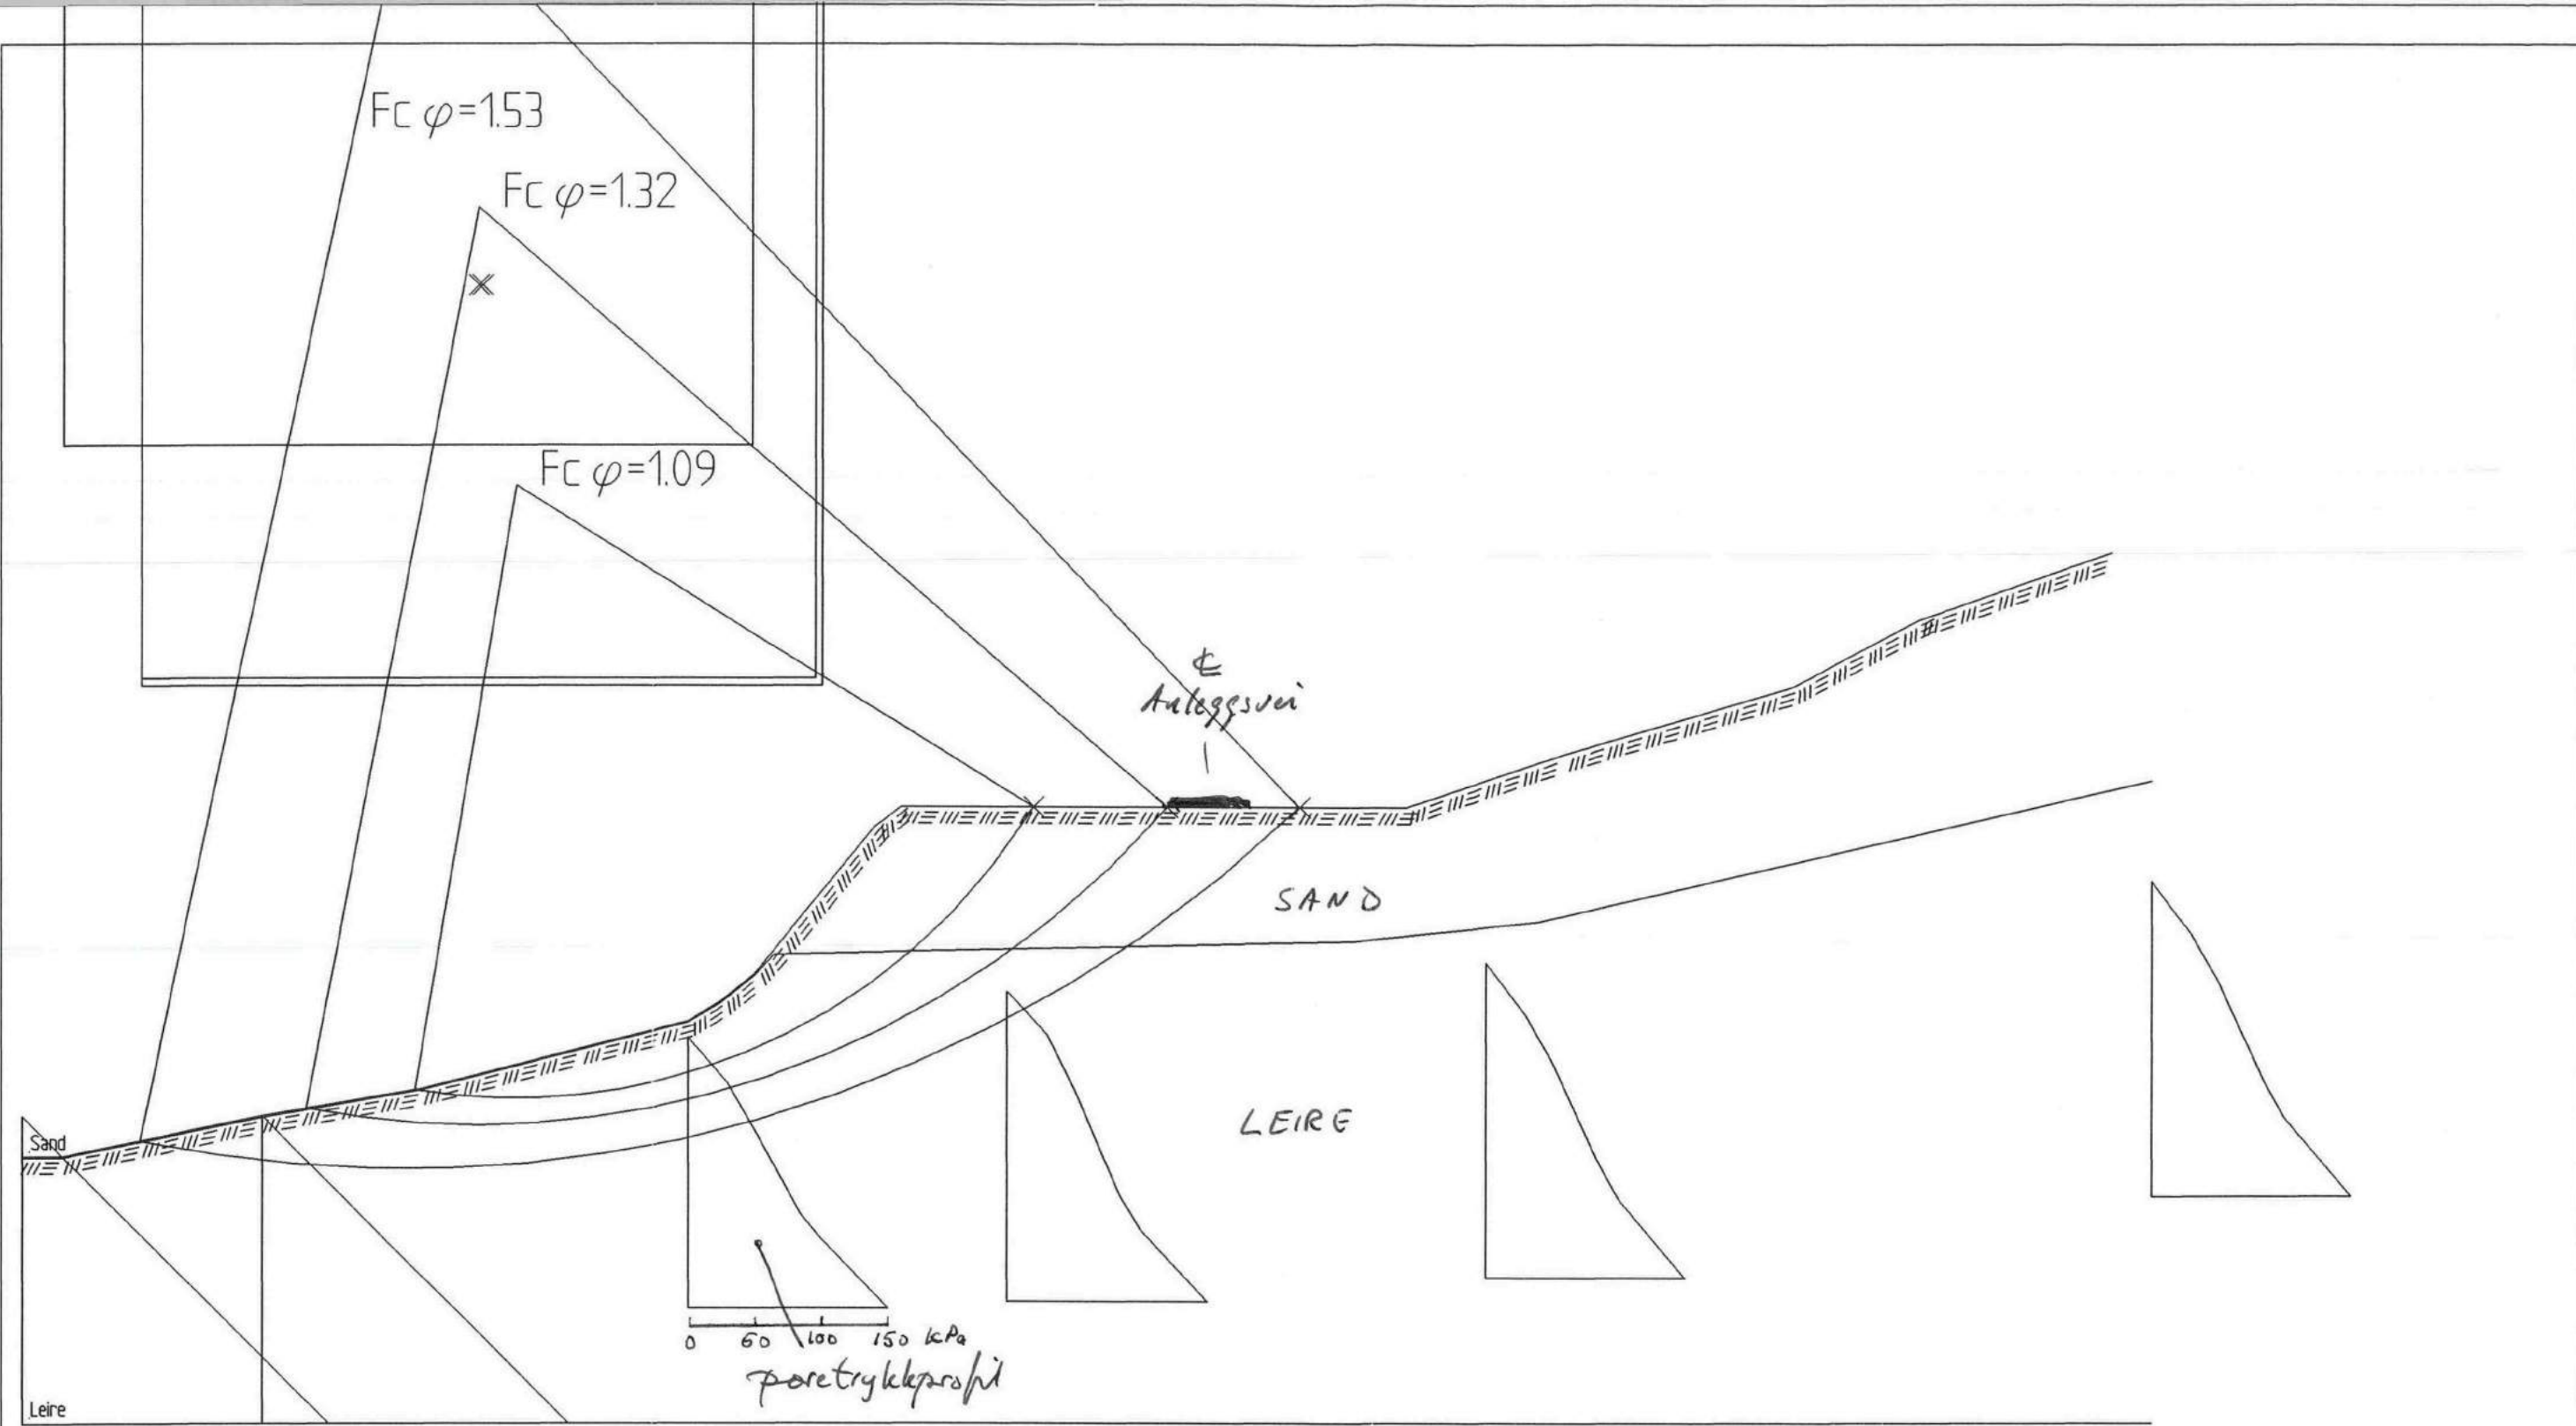 Fc φ=1.53
Fc φ=1.32
Fc φ=1.09
℄
Anleggsvei
SAND
LEIRE
Sand
0 50 100 150 kPa
poretrykkprofil
Leire